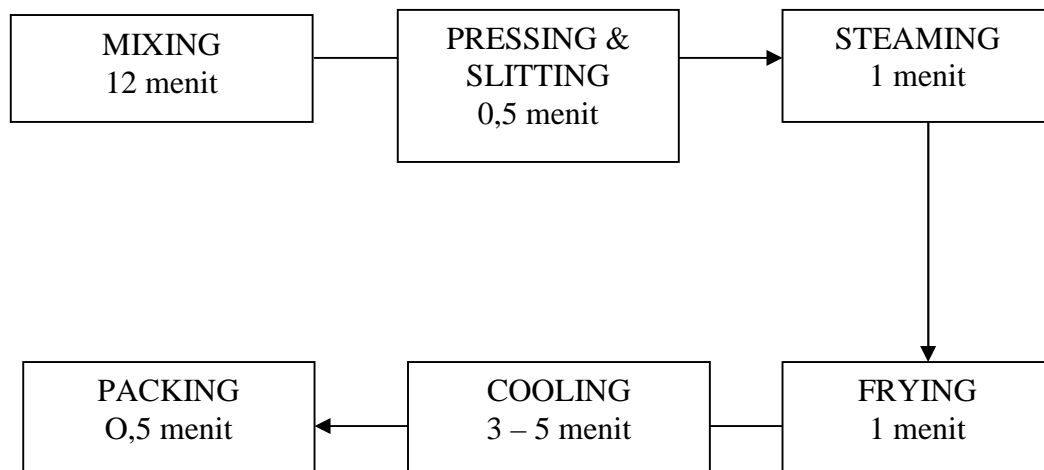 MIXING
12 menit
PRESSING &
SLITTING
0,5 menit
STEAMING
1 menit
FRYING
1 menit
COOLING
3 – 5 menit
PACKING
O,5 menit